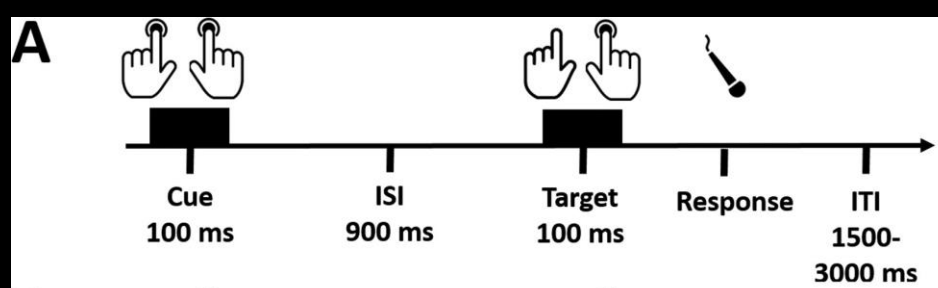 A
Cue
100 ms
ISI
900 ms
Target
100 ms
Response
ITI
1500-
3000 ms